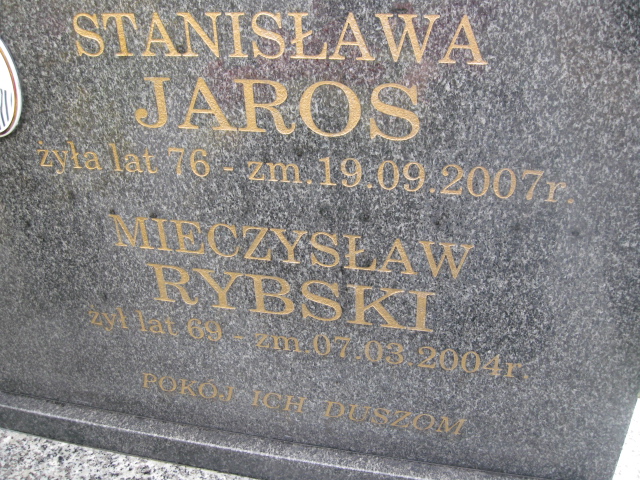 STANISŁAWA
JAROS
żyła lat 76 - zm.19.09.2007r.
MIECZYSŁAW
RYBSKI
żył lat 69 - zm.07.03.2004r.
POKÓJ ICH DUSZOM